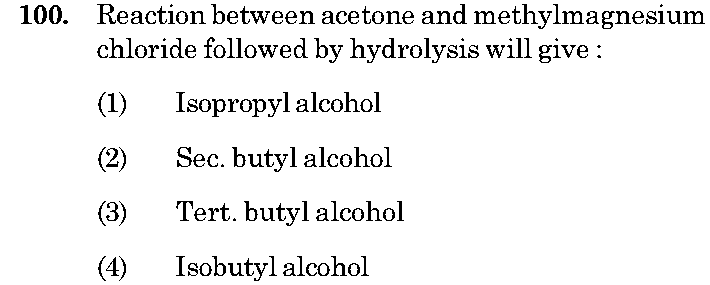 100. Reaction between acetone and methylmagnesium
chloride followed by hydrolysis will give :
(1) Isopropyl alcohol
(2) Sec. butyl alcohol
(3) Tert. butyl alcohol
(4) Isobutyl alcohol